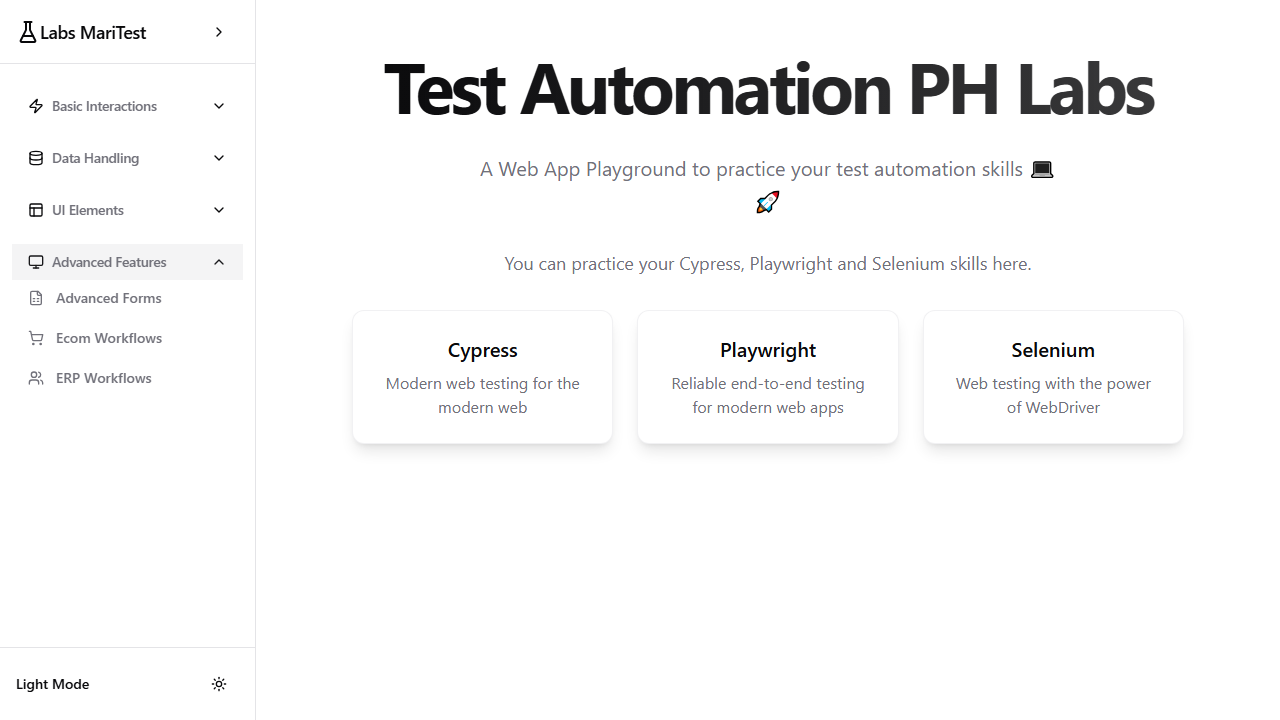 Labs MariTest
Basic Interactions
Data Handling
UI Elements
Advanced Features
Advanced Forms
Ecom Workflows
ERP Workflows
Light Mode
Test Automation PH Labs
A Web App Playground to practice your test automation skills 💻
🚀
You can practice your Cypress, Playwright and Selenium skills here.
Cypress
Modern web testing for the
modern web
Playwright
Reliable end-to-end testing
for modern web apps
Selenium
Web testing with the power
of WebDriver